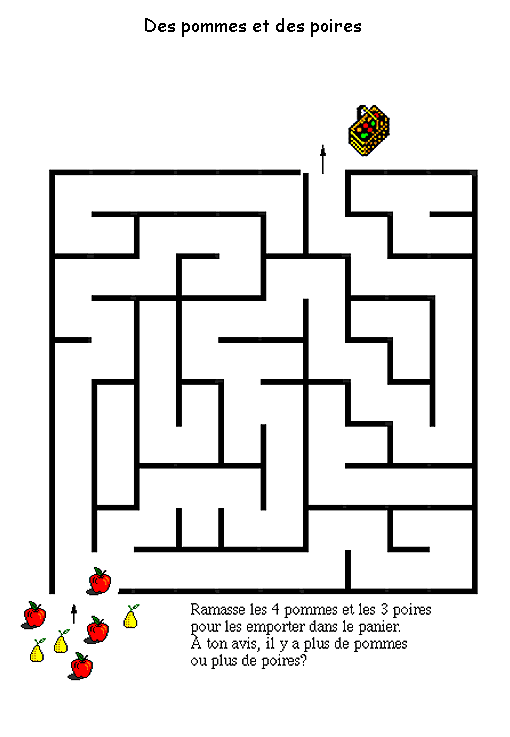 Des pommes et des poires
Ramasse les 4 pommes et les 3 poires
pour les emporter dans le panier.
À ton avis, il y a plus de pommes
ou plus de poires?